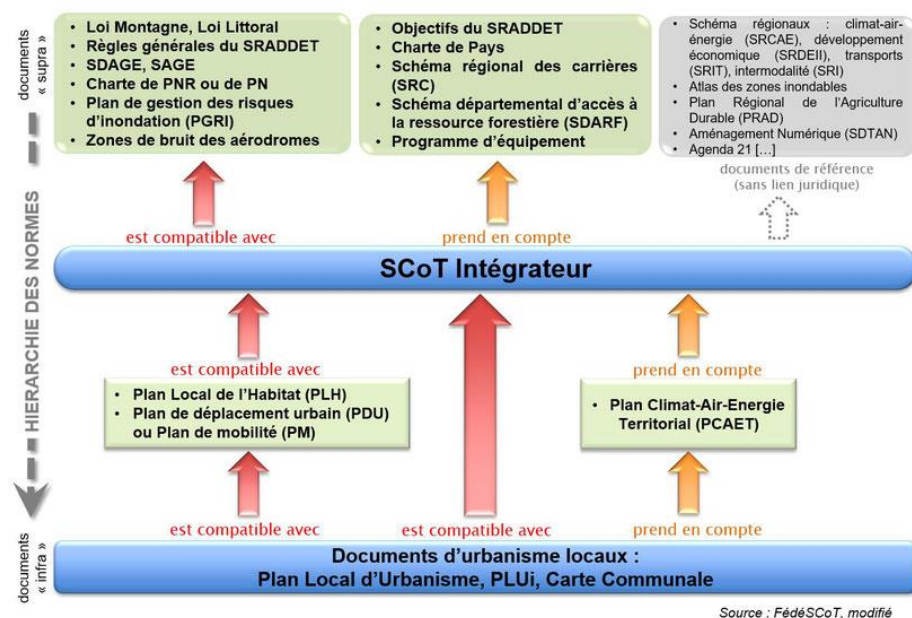 documents
« supra »
• Loi Montagne, Loi Littoral
• Règles générales du SRADDET
• SDAGE, SAGE
• Charte de PNR ou de PN
• Plan de gestion des risques
d'inondation (PGRI)
• Zones de bruit des aérodromes
• Objectifs du SRADDET
• Charte de Pays
• Schéma régional des carrières
(SRC)
• Schéma départemental d'accès à
la ressource forestière (SDARF)
• Programme d'équipement
• Schéma régionaux : climat-air-
énergie (SRCAE), développement
économique (SRDEII), transports
(SRIT), intermodalité (SRI)
• Atlas des zones inondables
• Plan Régional de l'Agriculture
Durable (PRAD)
• Aménagement Numérique (SDTAN)
• Agenda 21 […]
documents de référence
(sans lien juridique)
est compatible avec
prend en compte
SCoT Intégrateur
HIERARCHIE DES NORMES
est compatible avec
est compatible avec
prend en compte
• Plan Local de l'Habitat (PLH)
• Plan de déplacement urbain (PDU)
ou Plan de mobilité (PM)
• Plan Climat-Air-Energie
Territorial (PCAET)
est compatible avec
est compatible avec
prend en compte
documents
« infra »
Documents d'urbanisme locaux :
Plan Local d'Urbanisme, PLUi, Carte Communale
Source : FédéSCoT, modifié